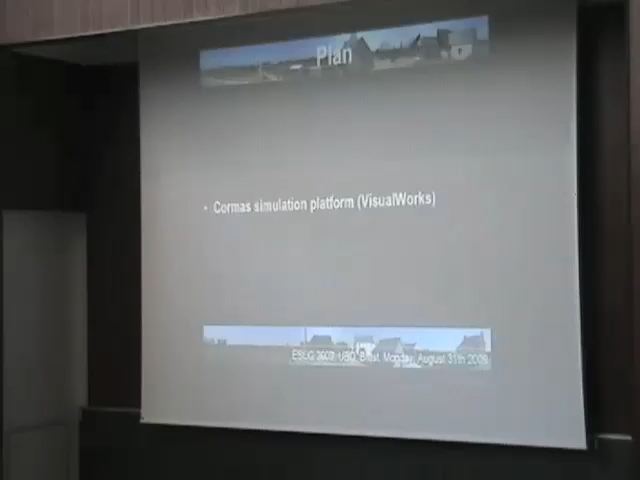 Plan
• Cormas simulation platform (VisualWorks)
ESUG 2009, UBO, Brest, Monday, August 31th 2009